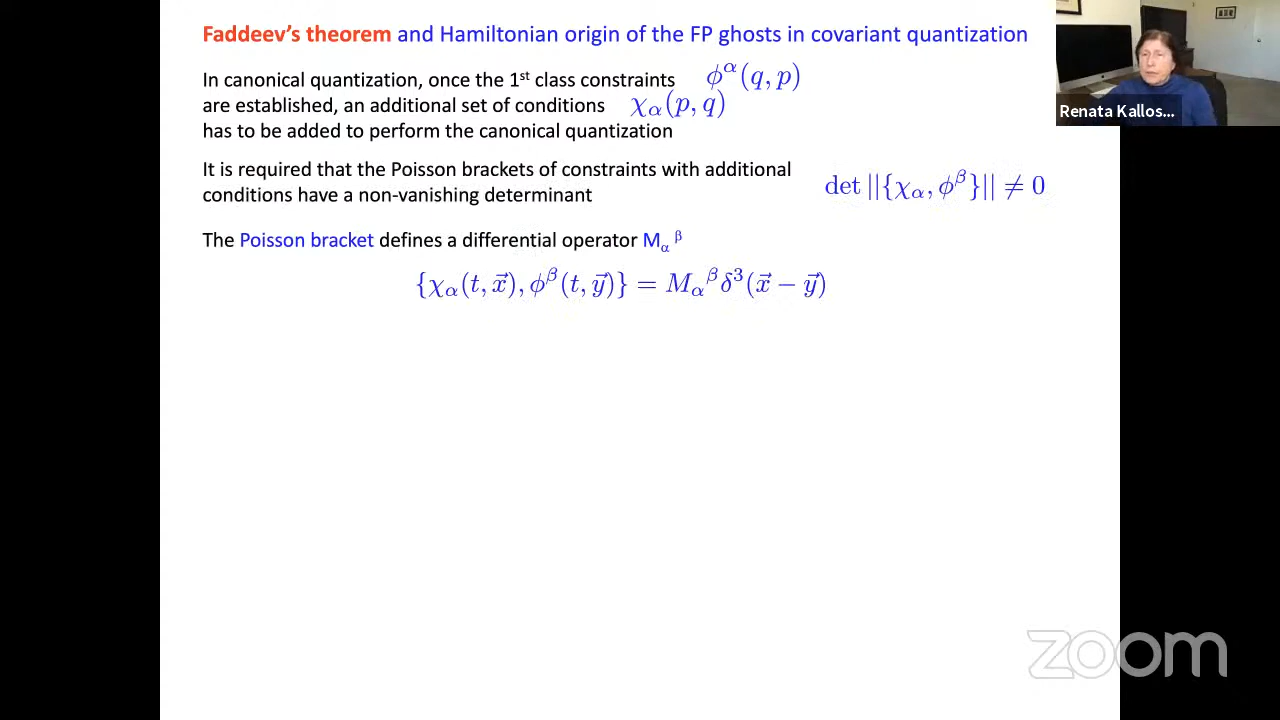 Faddeev's theorem and Hamiltonian origin of the FP ghosts in covariant quantization
In canonical quantization, once the 1st class constraints ϕ^α(q, p)
are established, an additional set of conditions χ_α(p, q)
has to be added to perform the canonical quantization
It is required that the Poisson brackets of constraints with additional
conditions have a non-vanishing determinant
det ||{χ_α, ϕ^β}|| ≠ 0
The Poisson bracket defines a differential operator M_α^β
{χ_α(t, x⃗), ϕ^β(t, y⃗)} = M_α^β δ³(x⃗ − y⃗)
Renata Kallos...
zoom